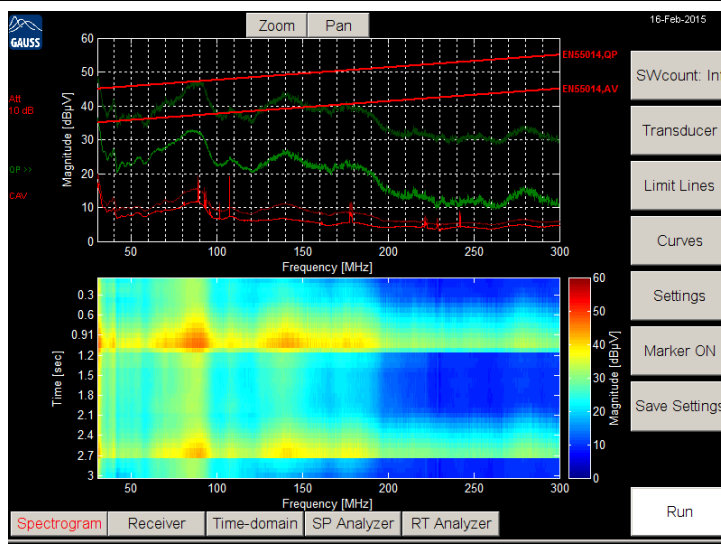 Zoom Pan 16-Feb-2015
GAUSS
60
50
40
30
20
10
0
Magnitude [dBµV]
Att
10 dB
QP >>
CAV
EN55014,QP
EN55014,AV
50 100 150 200 250 300
Frequency [MHz]
0.3
0.6
0.91
1.2
1.5
1.8
2.1
2.4
2.7
3
Time [sec]
50 100 150 200 250 300
Frequency [MHz]
60
50
40
30
20
10
0
Magnitude [dBµV]
SWcount: Inf
Transducer
Limit Lines
Curves
Settings
Marker ON
Save Settings
Run
Spectrogram Receiver Time-domain SP Analyzer RT Analyzer